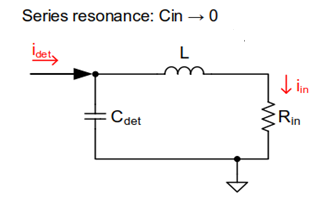 Series resonance: Cin → 0
idet
L
iin
Cdet
Rin